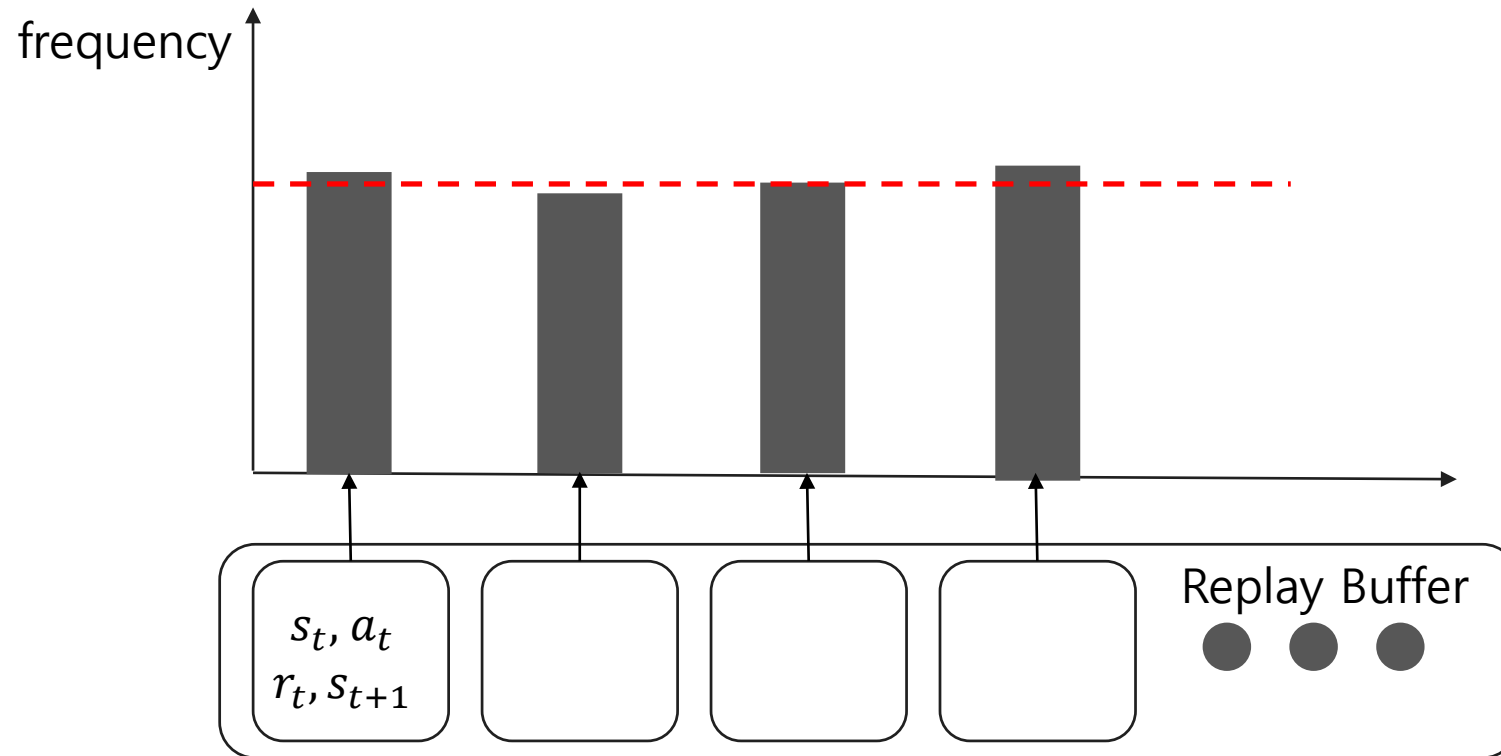 frequency
Replay Buffer
s_t, a_t
r_t, s_{t+1}